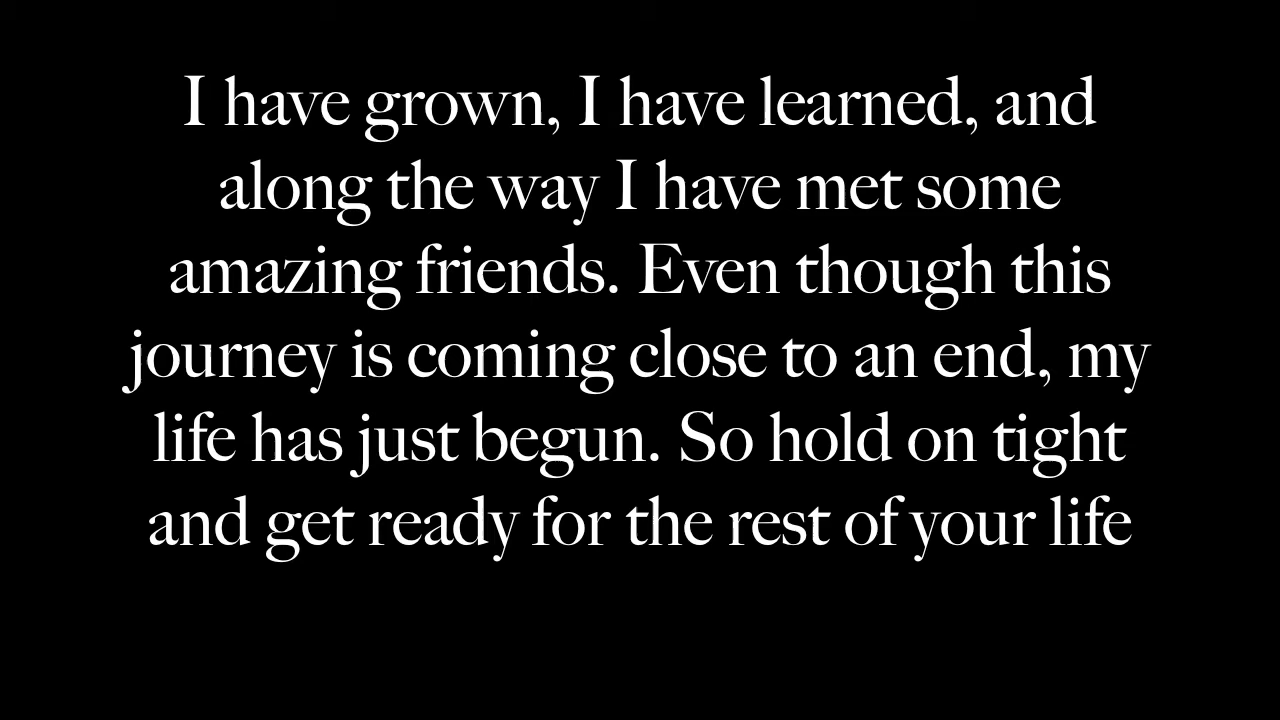 I have grown, I have learned, and
along the way I have met some
amazing friends. Even though this
journey is coming close to an end, my
life has just begun. So hold on tight
and get ready for the rest of your life